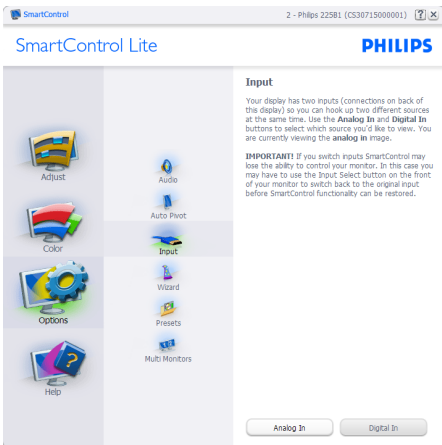 SmartControl
2 - Philips 225B1 (CS30715000001)
SmartControl Lite
PHILIPS
Adjust
Color
Options
Help
Audio
Auto Pivot
Input
Wizard
Presets
Multi Monitors
Input
Your display has two inputs (connections on back of
this display) so you can hook up two different sources
at the same time. Use the Analog In and Digital In
buttons to select which source you'd like to view. You
are currently viewing the analog in image.
IMPORTANT! If you switch inputs SmartControl may
lose the ability to control your monitor. In this case you
may have to use the Input Select button on the front
of your monitor to switch back to the original input
before SmartControl functionality can be restored.
Analog In
Digital In